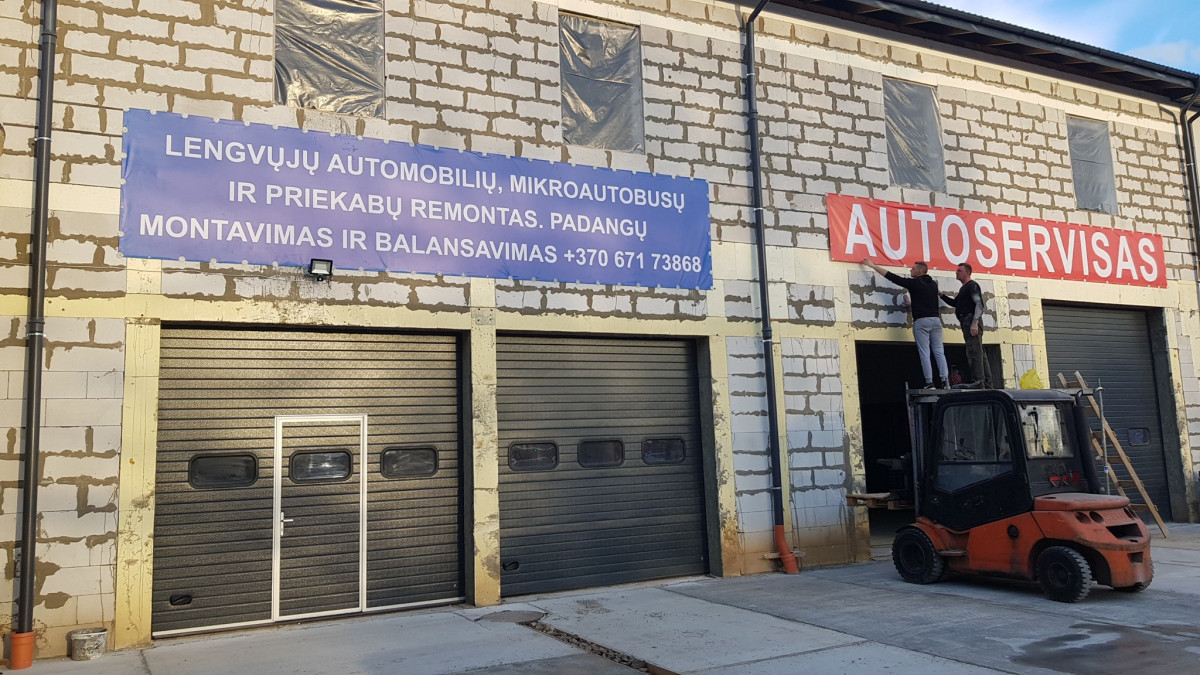 LENGVŲJŲ AUTOMOBILIŲ, MIKROAUTOBUSŲ
IR PRIEKABŲ REMONTAS. PADANGŲ
MONTAVIMAS IR BALANSAVIMAS +370 671 73868
AUTOSERVISAS